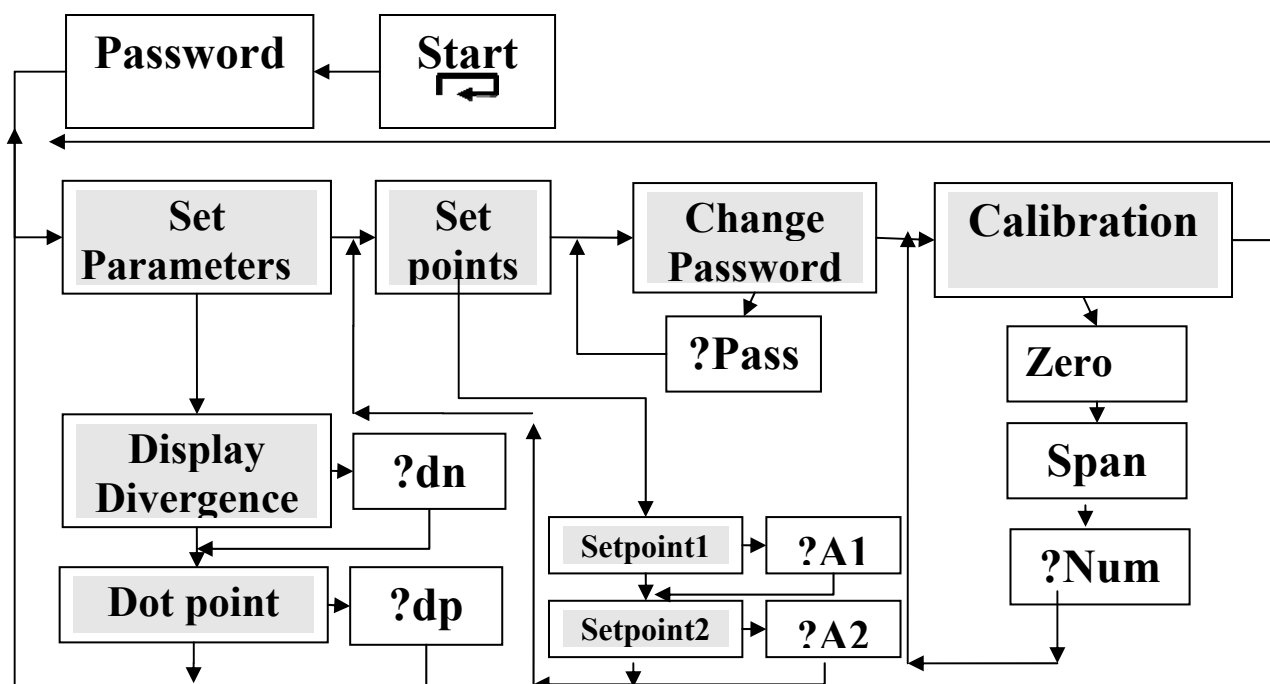 Password
Start
Set
Parameters
Set
points
Change
Password
Calibration
?Pass
Zero
Display
Divergence
?dn
Span
Setpoint1
?A1
?Num
Dot point
?dp
Setpoint2
?A2